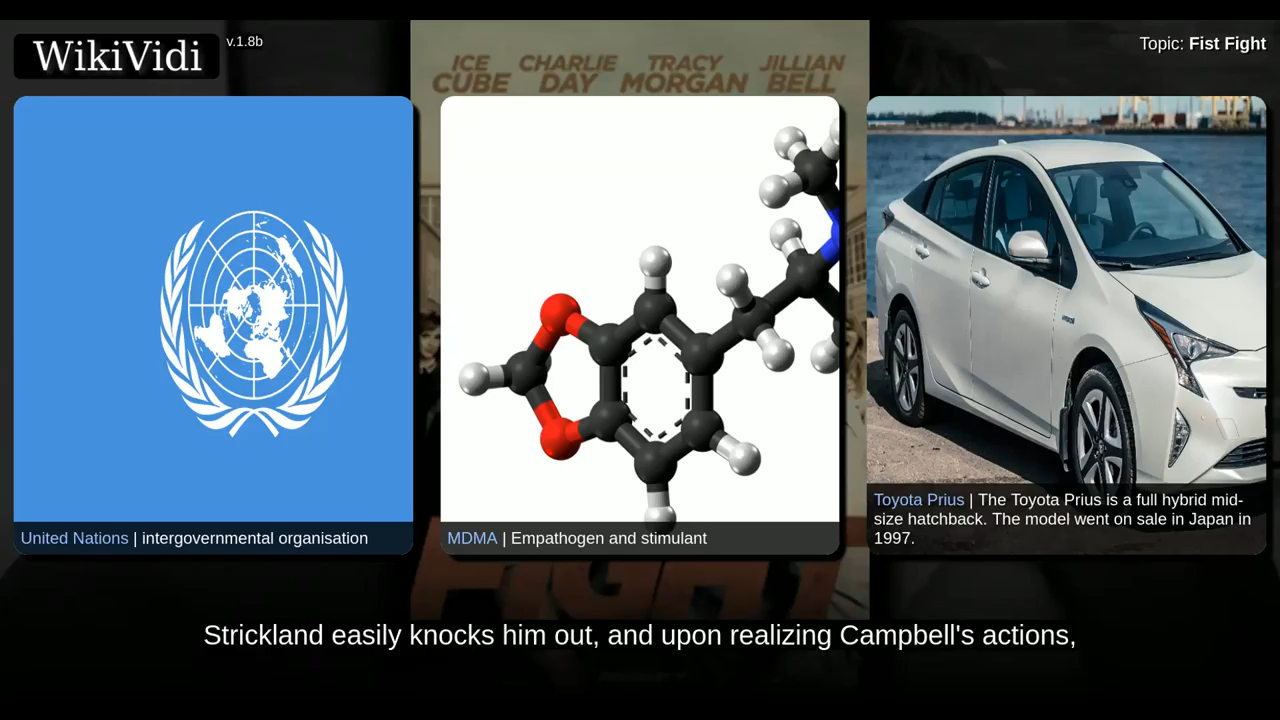 WikiVidi
v.1.8b
Topic: Fist Fight
ICE CHARLIE TRACY JILLIAN
CUBE DAY MORGAN BELL
United Nations | intergovernmental organisation
MDMA | Empathogen and stimulant
Toyota Prius | The Toyota Prius is a full hybrid mid-
size hatchback. The model went on sale in Japan in
1997.
FIGHT
Strickland easily knocks him out, and upon realizing Campbell's actions,